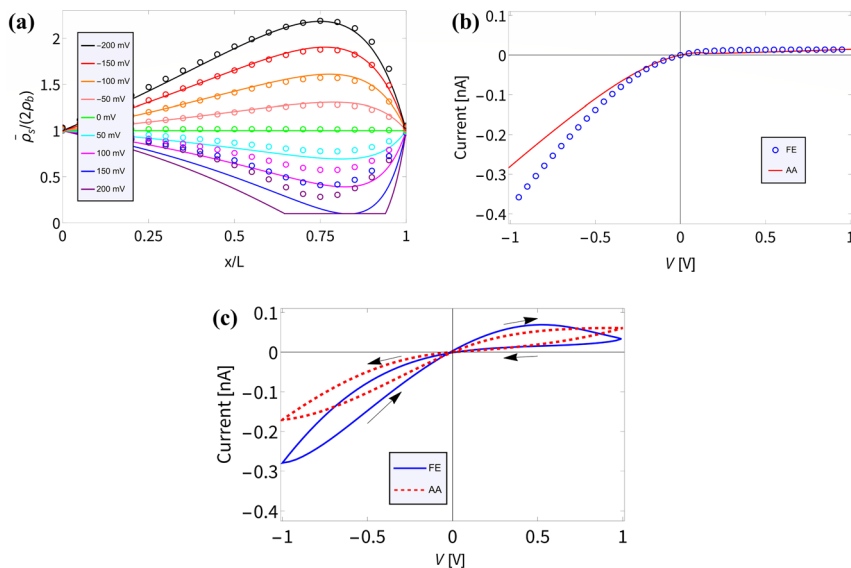 (a)
ρ̄s/(2ρb)
2
1.5
1
0.5
0
−200 mV
−150 mV
−100 mV
−50 mV
0 mV
50 mV
100 mV
150 mV
200 mV
0 0.25 0.5 0.75 1
x/L
(b)
Current [nA]
0.1
0
−0.1
−0.2
−0.3
−0.4
FE
AA
−1 −0.5 0 0.5 1
V [V]
(c)
Current [nA]
0.1
0
−0.1
−0.2
−0.3
−0.4
FE
AA
−1 −0.5 0 0.5 1
V [V]